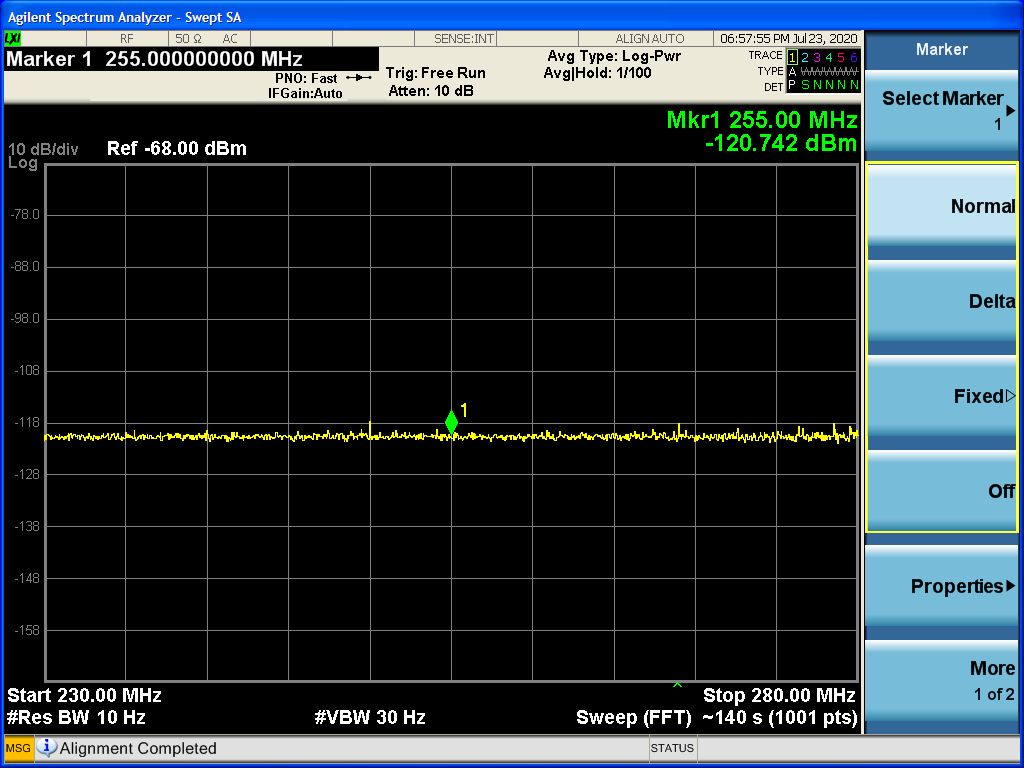 Agilent Spectrum Analyzer - Swept SA
LXI RF 50 Ω AC SENSE:INT ALIGN AUTO 06:57:55 PM Jul 23, 2020
Marker 1 255.000000000 MHz
PNO: Fast
IFGain:Auto
Trig: Free Run
Atten: 10 dB
Avg Type: Log-Pwr
Avg|Hold: 1/100
TRACE 1 2 3 4 5 6
TYPE A WWWWW
DET P S N N N N
Mkr1 255.00 MHz
-120.742 dBm
10 dB/div Ref -68.00 dBm
Log
-78.0
-88.0
-98.0
-108
-118
-128
-138
-148
-158
1
Start 230.00 MHz Stop 280.00 MHz
#Res BW 10 Hz #VBW 30 Hz Sweep (FFT) ~140 s (1001 pts)
MSG Alignment Completed STATUS
Marker
Select Marker
1
Normal
Delta
Fixed
Off
Properties
More
1 of 2